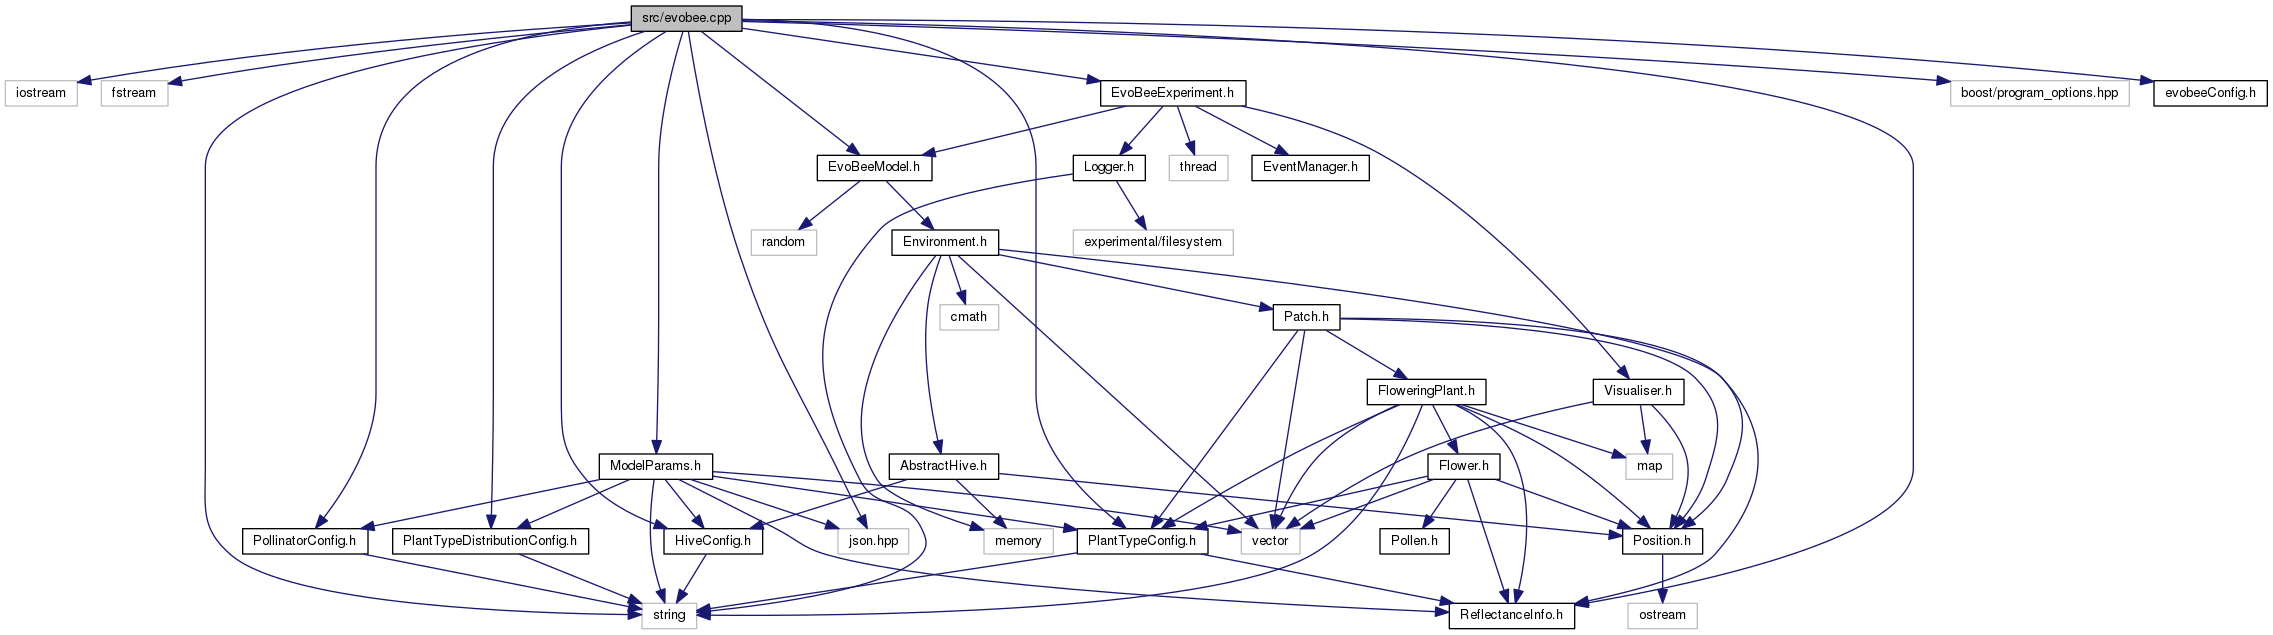 src/evobee.cpp
iostream
fstream
EvoBeeExperiment.h
boost/program_options.hpp
evobeeConfig.h
EvoBeeModel.h
Logger.h
thread
EventManager.h
random
Environment.h
experimental/filesystem
cmath
Patch.h
FloweringPlant.h
Visualiser.h
ModelParams.h
AbstractHive.h
Flower.h
map
PollinatorConfig.h
PlantTypeDistributionConfig.h
HiveConfig.h
json.hpp
memory
PlantTypeConfig.h
vector
Pollen.h
Position.h
string
ReflectanceInfo.h
ostream